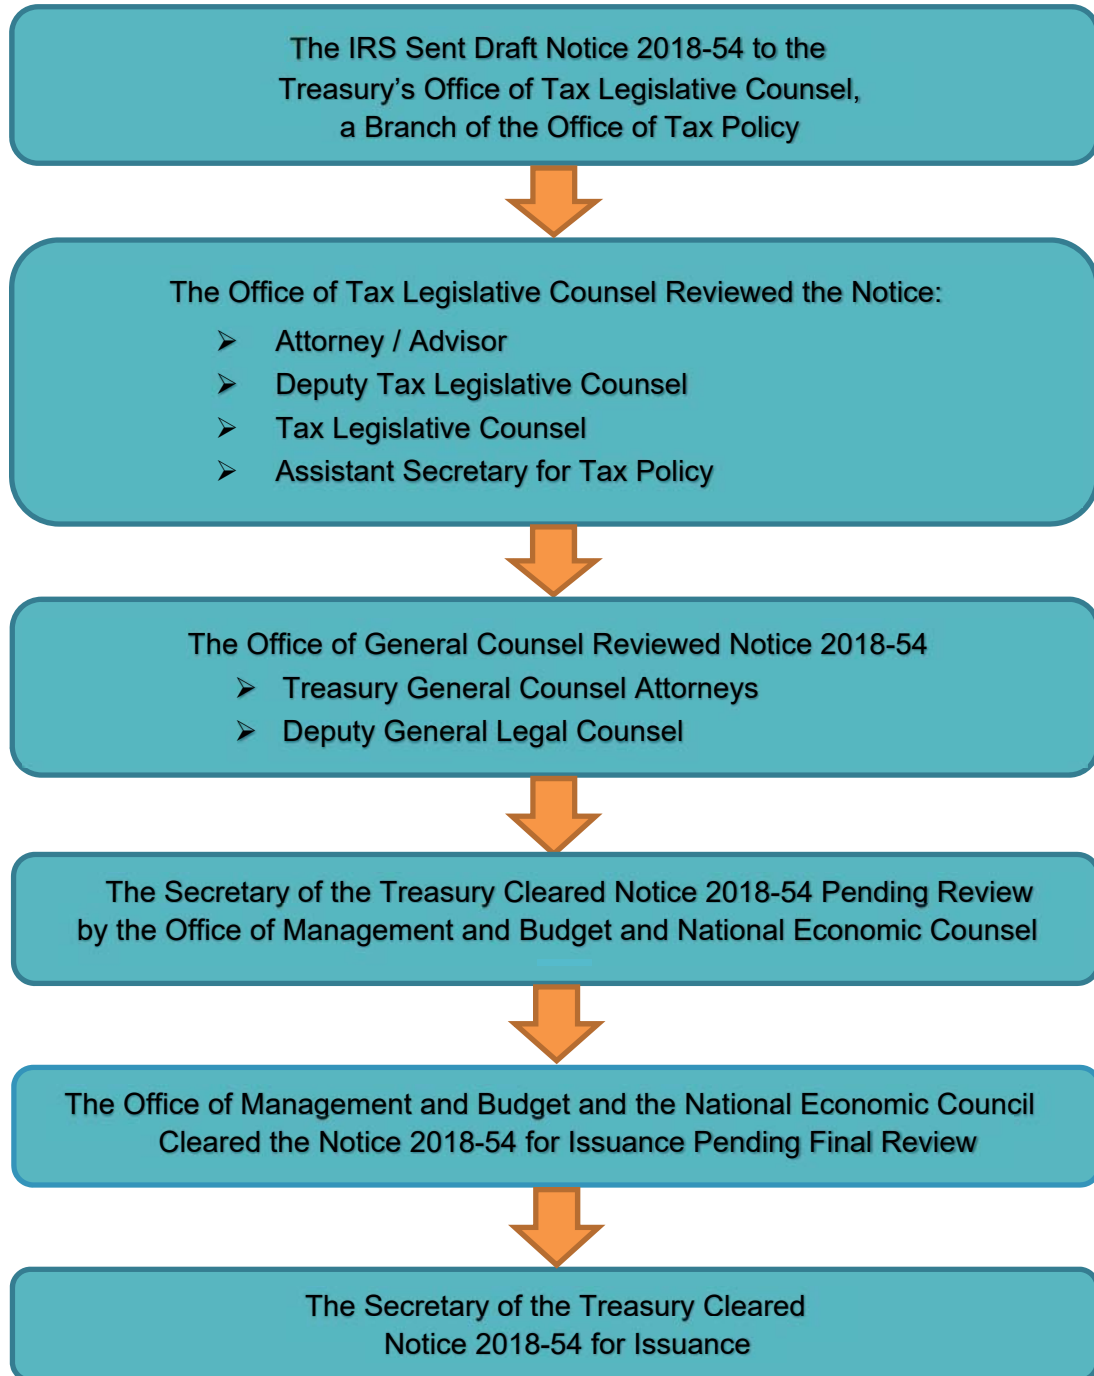 The IRS Sent Draft Notice 2018-54 to the
Treasury’s Office of Tax Legislative Counsel,
a Branch of the Office of Tax Policy
The Office of Tax Legislative Counsel Reviewed the Notice:
➢ Attorney / Advisor
➢ Deputy Tax Legislative Counsel
➢ Tax Legislative Counsel
➢ Assistant Secretary for Tax Policy
The Office of General Counsel Reviewed Notice 2018-54
➢ Treasury General Counsel Attorneys
➢ Deputy General Legal Counsel
The Secretary of the Treasury Cleared Notice 2018-54 Pending Review
by the Office of Management and Budget and National Economic Counsel
The Office of Management and Budget and the National Economic Council
Cleared the Notice 2018-54 for Issuance Pending Final Review
The Secretary of the Treasury Cleared
Notice 2018-54 for Issuance